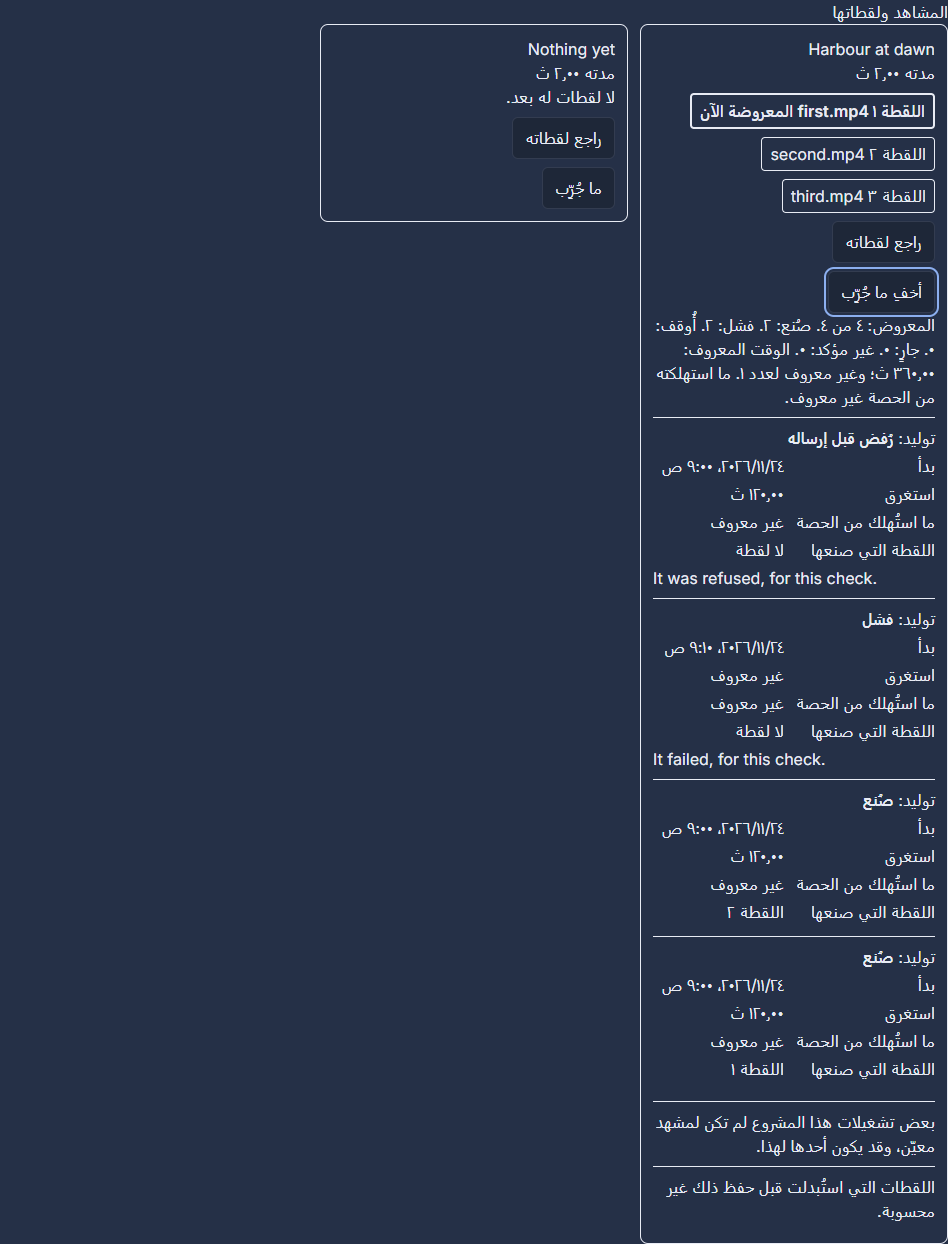 المشاهد ولقطاتها
Harbour at dawn
مدته ٢٫٠٠ ث
اللقطة ١ first.mp4 المعروضة الآن
اللقطة ٢ second.mp4
اللقطة ٣ third.mp4
راجع لقطاته
أخفِ ما جُرّب
المعروض: ٤ من ٤. صُنع: ٢. فشل: ٢. أُوقف:
٠. جارٍ: ٠. غير مؤكد: ٠. الوقت المعروف:
٣٦٠٫٠٠ ث؛ وغير معروف لعدد ١. ما استهلكته
من الحصة غير معروف.
توليد: رُفض قبل إرساله
بدأ ٢٠٢٦/١١/٢٤، ٩:٠٠ ص
استغرق ١٢٠٫٠٠ ث
ما استُهلك من الحصة غير معروف
اللقطة التي صنعها لا لقطة
It was refused, for this check.
توليد: فشل
بدأ ٢٠٢٦/١١/٢٤، ٩:١٠ ص
استغرق غير معروف
ما استُهلك من الحصة غير معروف
اللقطة التي صنعها لا لقطة
It failed, for this check.
توليد: صُنع
بدأ ٢٠٢٦/١١/٢٤، ٩:٠٠ ص
استغرق ١٢٠٫٠٠ ث
ما استُهلك من الحصة غير معروف
اللقطة التي صنعها اللقطة ٢
توليد: صُنع
بدأ ٢٠٢٦/١١/٢٤، ٩:٠٠ ص
استغرق ١٢٠٫٠٠ ث
ما استُهلك من الحصة غير معروف
اللقطة التي صنعها اللقطة ١
بعض تشغيلات هذا المشروع لم تكن لمشهد
معيّن، وقد يكون أحدها لهذا.
اللقطات التي استُبدلت قبل حفظ ذلك غير
محسوبة.
Nothing yet
مدته ٢٫٠٠ ث
لا لقطات له بعد.
راجع لقطاته
ما جُرّب